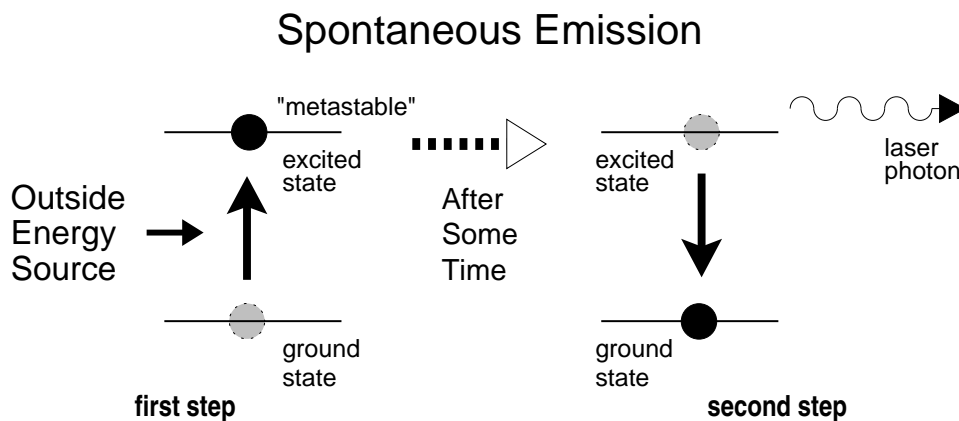 Spontaneous Emission
"metastable"
excited
state
Outside
Energy
Source
ground
state
first step
After
Some
Time
excited
state
laser
photon
ground
state
second step